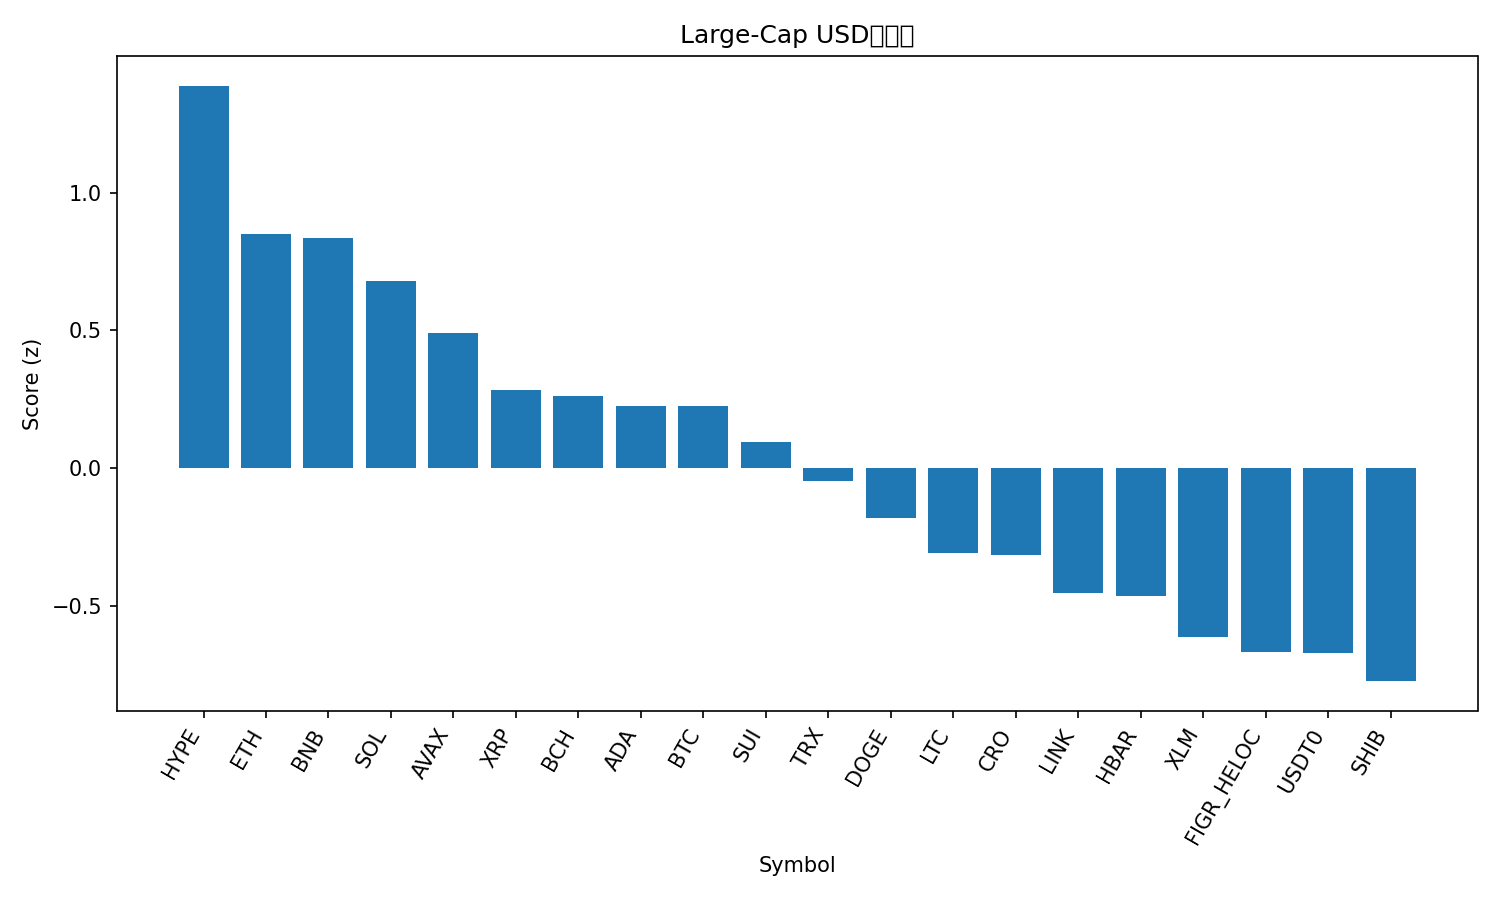 Large-Cap USD
Score (z)
1.0
0.5
0.0
−0.5
HYPE
ETH
BNB
SOL
AVAX
XRP
BCH
ADA
BTC
SUI
TRX
DOGE
LTC
CRO
LINK
HBAR
XLM
FIGR_HELOC
USDT0
SHIB
Symbol